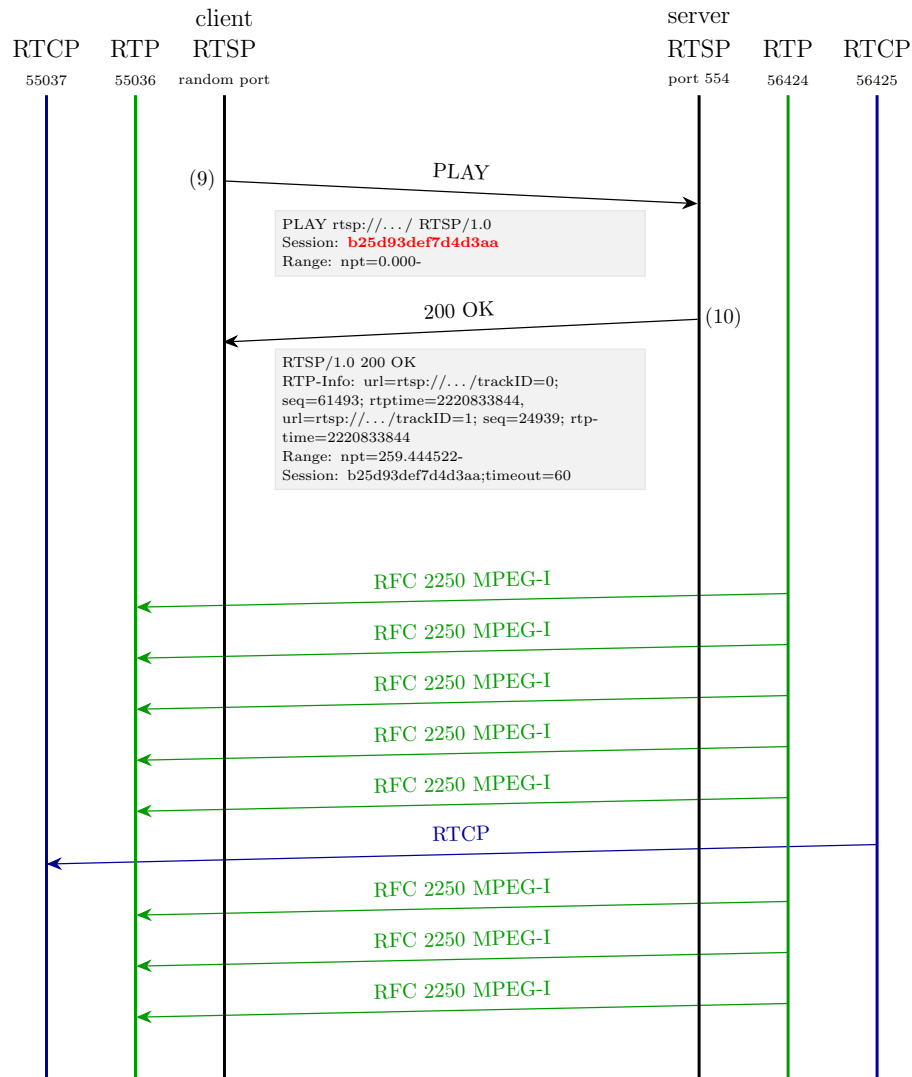 client server
RTCP RTP RTSP RTSP RTP RTCP
55037 55036 random port port 554 56424 56425
PLAY
(9)
PLAY rtsp://.../ RTSP/1.0
Session: b25d93def7d4d3aa
Range: npt=0.000-
200 OK
(10)
RTSP/1.0 200 OK
RTP-Info: url=rtsp://.../trackID=0;
seq=61493; rtptime=2220833844,
url=rtsp://.../trackID=1; seq=24939; rtp-
time=2220833844
Range: npt=259.444522-
Session: b25d93def7d4d3aa;timeout=60
RFC 2250 MPEG-I
RFC 2250 MPEG-I
RFC 2250 MPEG-I
RFC 2250 MPEG-I
RFC 2250 MPEG-I
RTCP
RFC 2250 MPEG-I
RFC 2250 MPEG-I
RFC 2250 MPEG-I